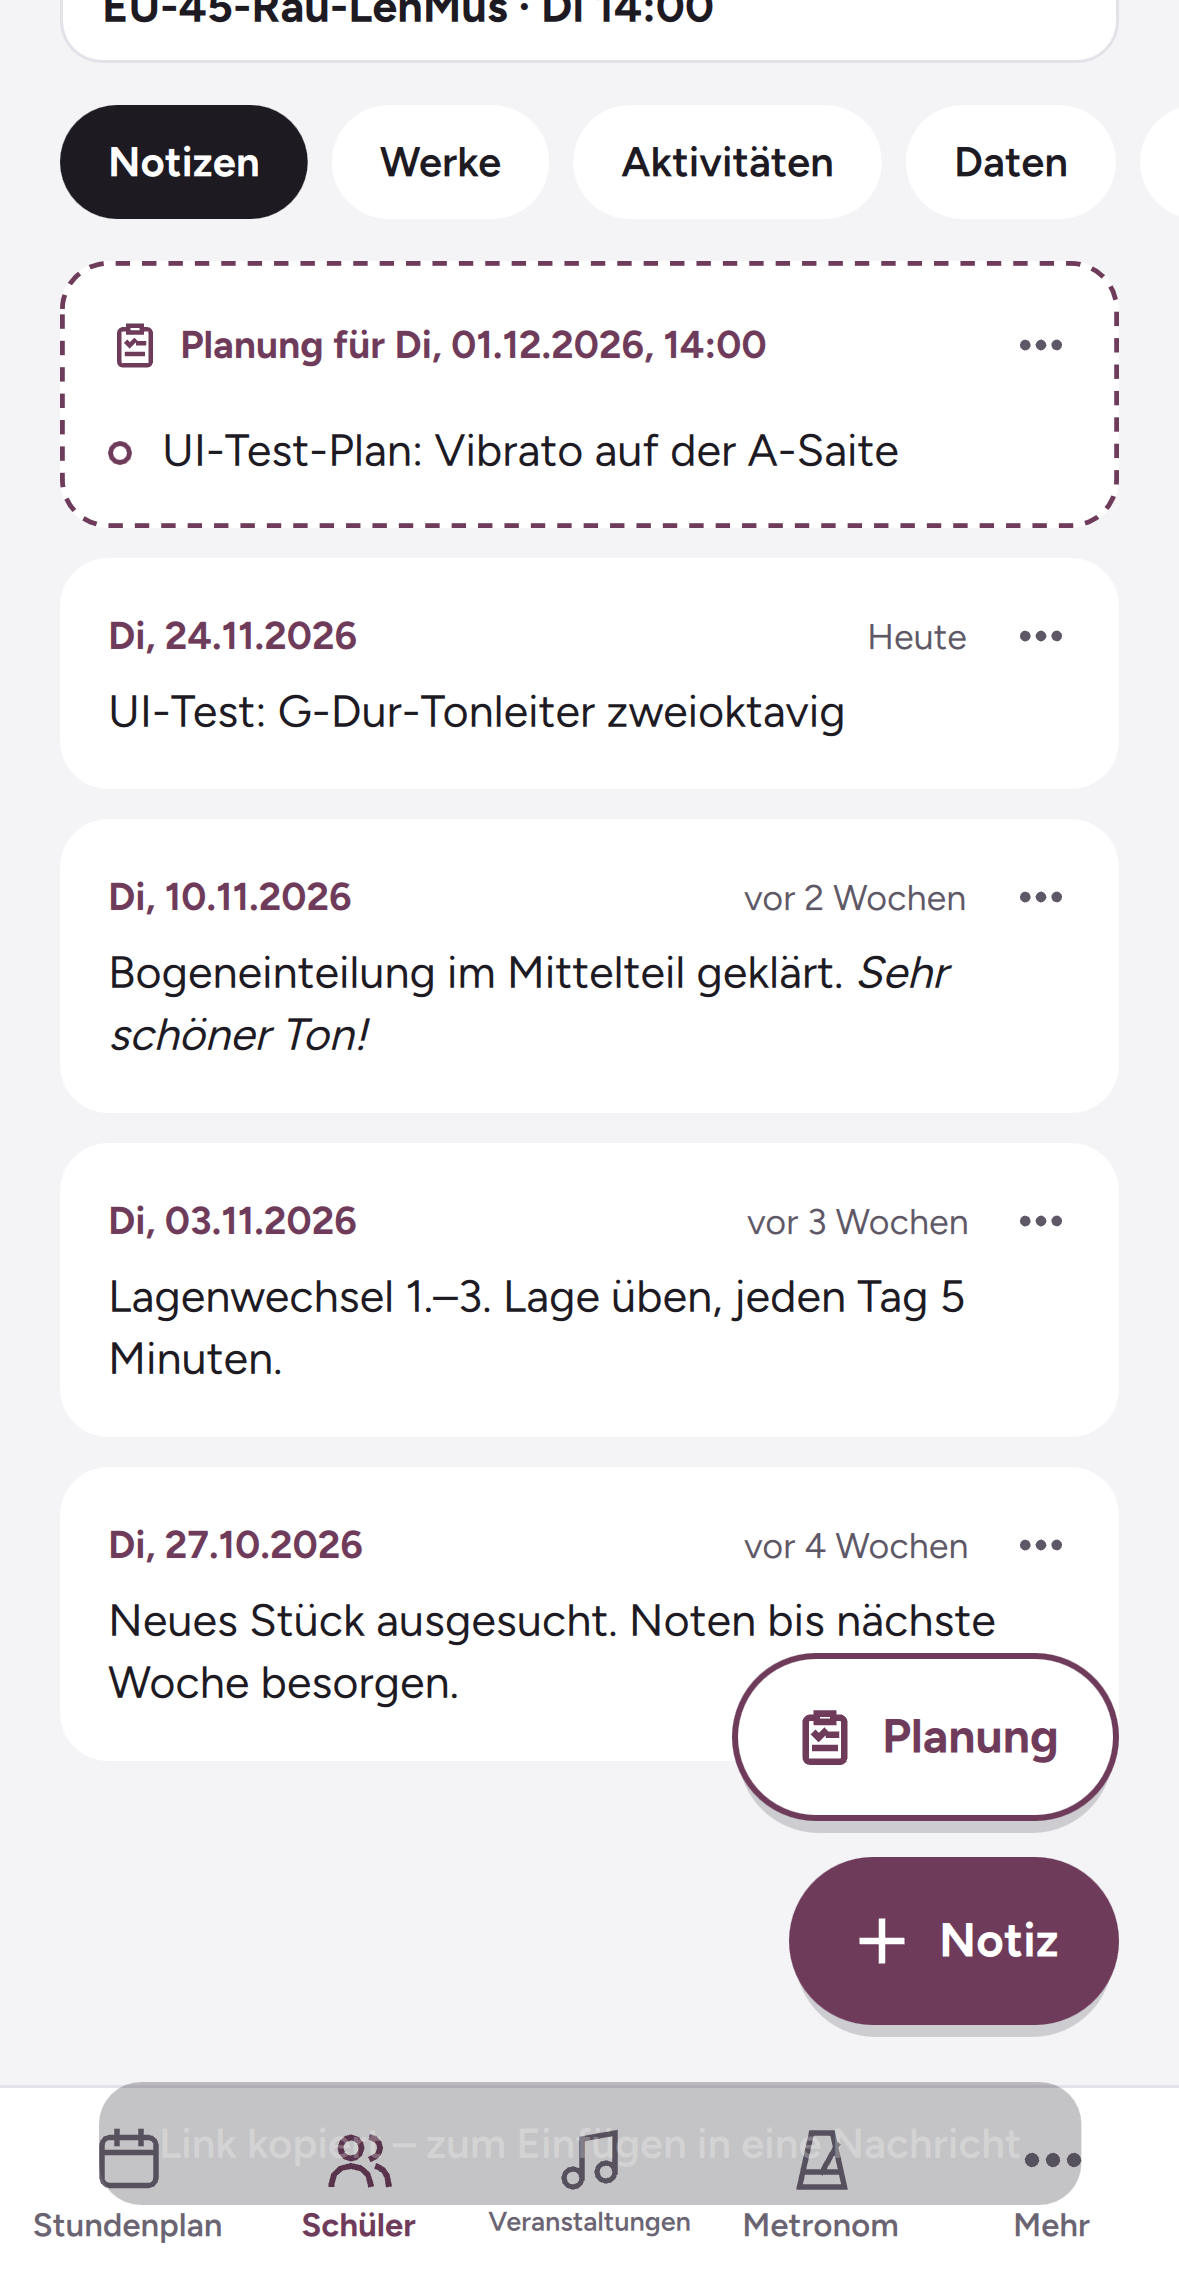 EU-45-Rau-LenMus · Di 14:00
Notizen
Werke
Aktivitäten
Daten
Planung für Di, 01.12.2026, 14:00
UI-Test-Plan: Vibrato auf der A-Saite
Di, 24.11.2026
Heute
UI-Test: G-Dur-Tonleiter zweioktavig
Di, 10.11.2026
vor 2 Wochen
Bogeneinteilung im Mittelteil geklärt. Sehr
schöner Ton!
Di, 03.11.2026
vor 3 Wochen
Lagenwechsel 1.–3. Lage üben, jeden Tag 5
Minuten.
Di, 27.10.2026
vor 4 Wochen
Neues Stück ausgesucht. Noten bis nächste
Woche besorgen.
Planung
Notiz
Link kopiert – zum Einfügen in eine Nachricht
Stundenplan
Schüler
Veranstaltungen
Metronom
Mehr